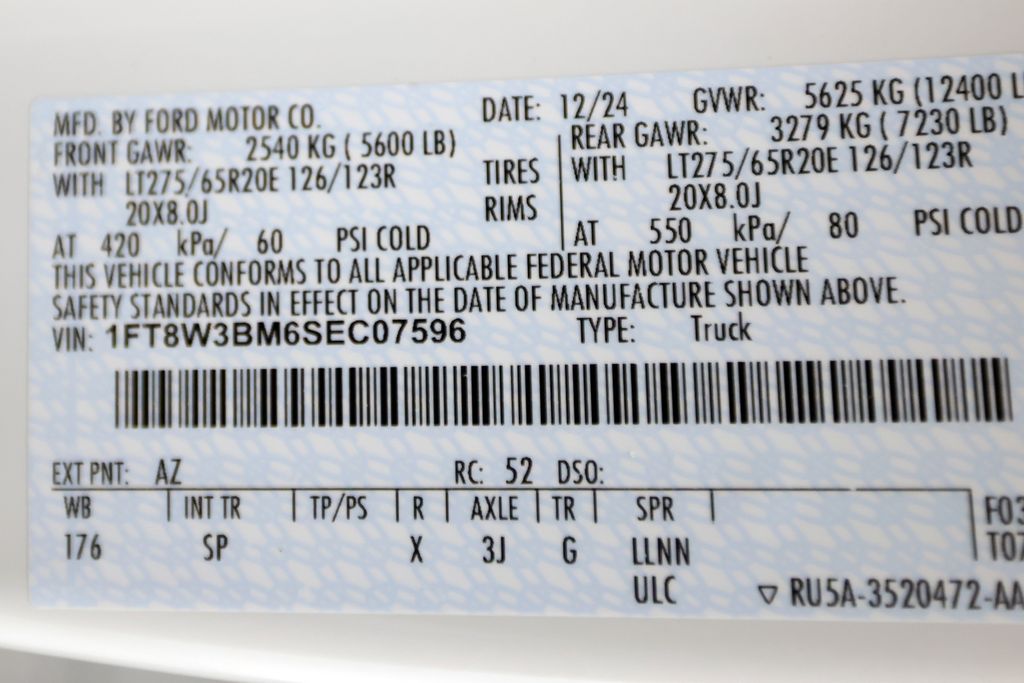 MFD. BY FORD MOTOR CO. DATE: 12/24 GVWR: 5625 KG (12400 L
FRONT GAWR: 2540 KG ( 5600 LB) REAR GAWR: 3279 KG ( 7230 LB)
WITH LT275/65R20E 126/123R TIRES WITH LT275/65R20E 126/123R
20X8.0J RIMS 20X8.0J
AT 420 kPa/ 60 PSI COLD AT 550 kPa/ 80 PSI COLD
THIS VEHICLE CONFORMS TO ALL APPLICABLE FEDERAL MOTOR VEHICLE
SAFETY STANDARDS IN EFFECT ON THE DATE OF MANUFACTURE SHOWN ABOVE.
VIN: 1FT8W3BM6SEC07596 TYPE: Truck
EXT PNT: AZ RC: 52 DSO:
WB INT TR TP/PS R AXLE TR SPR F03
176 SP X 3J G LLNN T07
ULC ▽ RU5A-3520472-AA